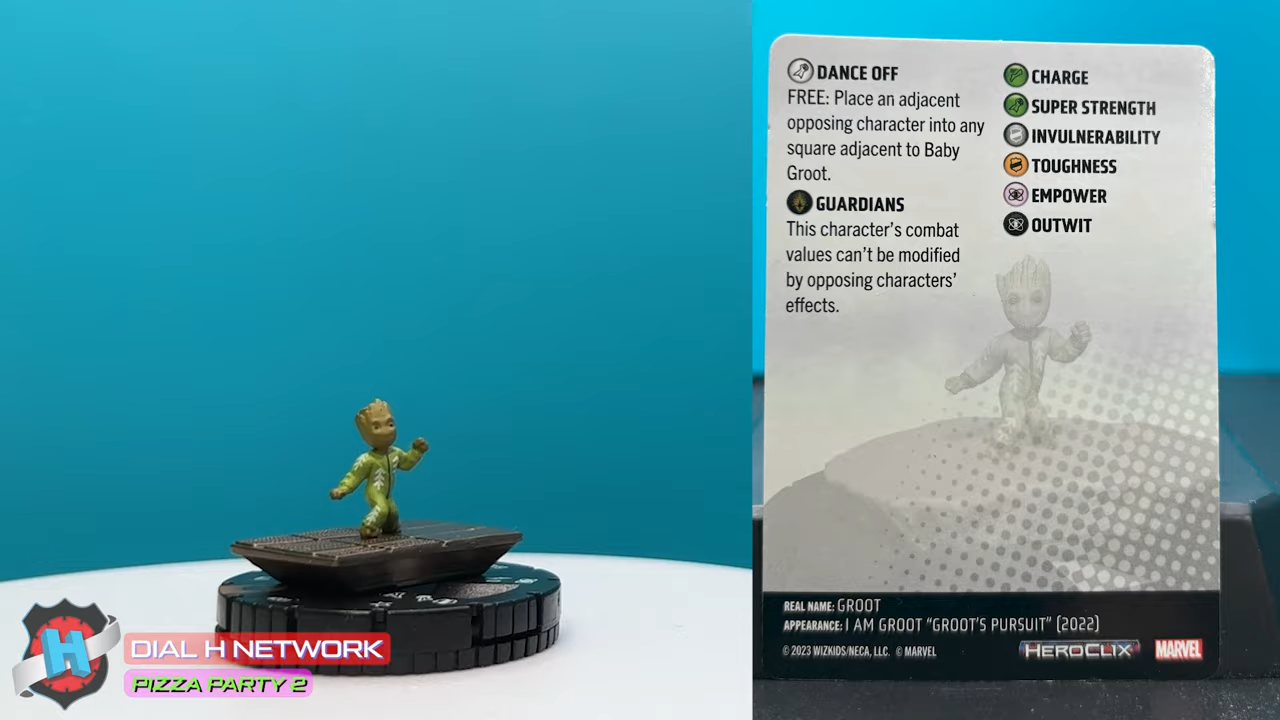 DANCE OFF
FREE: Place an adjacent
opposing character into any
square adjacent to Baby
Groot.
GUARDIANS
This character's combat
values can't be modified
by opposing characters'
effects.
CHARGE
SUPER STRENGTH
INVULNERABILITY
TOUGHNESS
EMPOWER
OUTWIT
REAL NAME: GROOT
APPEARANCE: I AM GROOT "GROOT'S PURSUIT" (2022)
© 2023 WIZKIDS/NECA, LLC. © MARVEL
HEROCLIX
MARVEL
H
DIAL H NETWORK
PIZZA PARTY 2